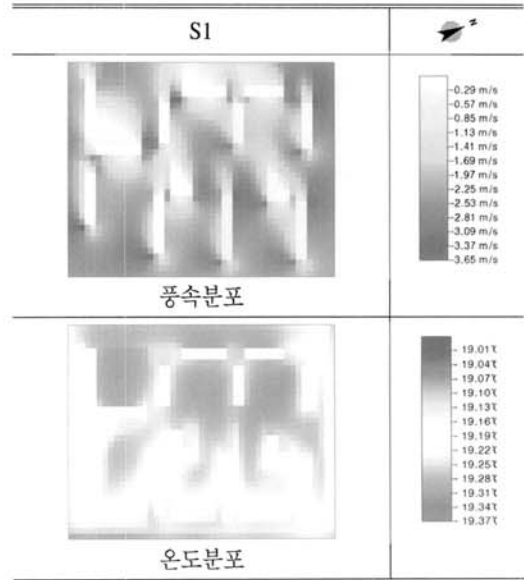 S1
z
0.29 m/s
0.57 m/s
0.85 m/s
1.13 m/s
1.41 m/s
1.69 m/s
1.97 m/s
2.25 m/s
2.53 m/s
2.81 m/s
3.09 m/s
3.37 m/s
3.65 m/s
풍속분포
19.01℃
19.04℃
19.07℃
19.10℃
19.13℃
19.16℃
19.19℃
19.22℃
19.25℃
19.28℃
19.31℃
19.34℃
19.37℃
온도분포